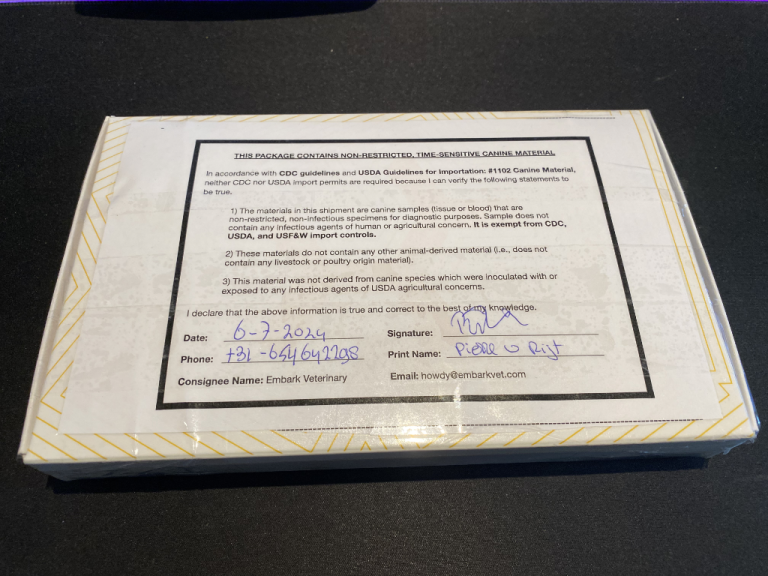 THIS PACKAGE CONTAINS NON-RESTRICTED, TIME-SENSITIVE CANINE MATERIAL
In accordance with CDC guidelines and USDA Guidelines for Importation: #1102 Canine Material,
neither CDC nor USDA import permits are required because I can verify the following statements to
be true.
1) The materials in this shipment are canine samples (tissue or blood) that are
non-restricted, non-infectious specimens for diagnostic purposes. Sample does not
contain any infectious agents of human or agricultural concern. It is exempt from CDC,
USDA, and USF&W import controls.
2) These materials do not contain any other animal-derived material (i.e., does not
contain any livestock or poultry origin material).
3) This material was not derived from canine species which were inoculated with or
exposed to any infectious agents of USDA agricultural concerns.
I declare that the above information is true and correct to the best of my knowledge.
Date: 6-7-2024 Signature:
Phone: +31-654642298 Print Name:
Consignee Name: Embark Veterinary Email: howdy@embarkvet.com